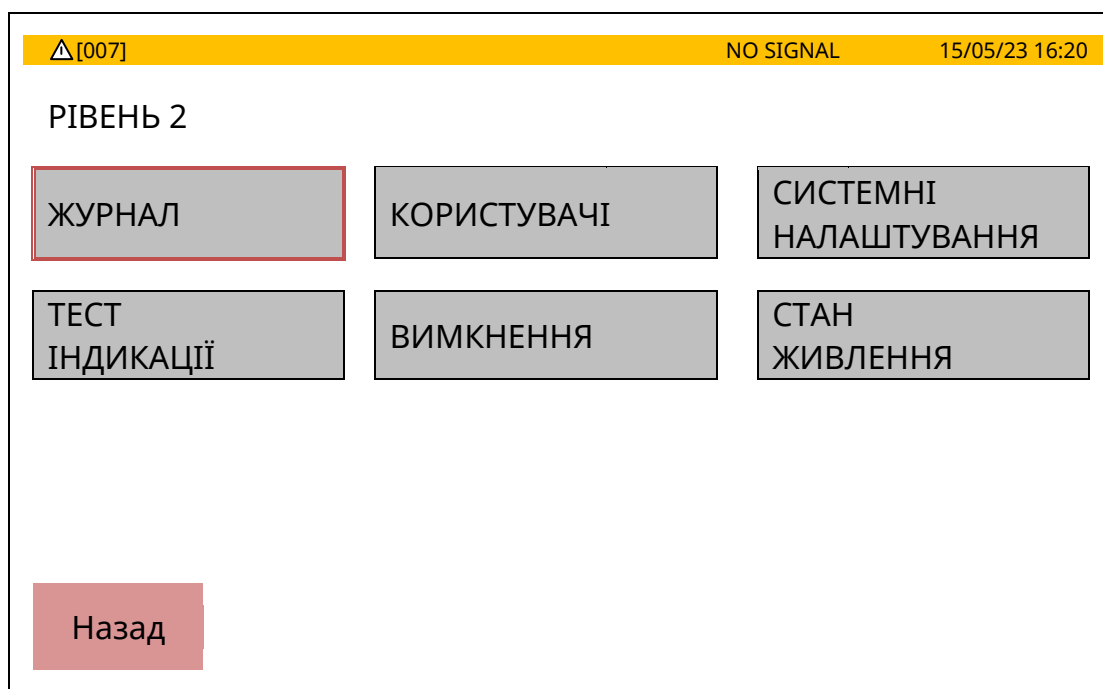 ⚠[007] NO SIGNAL 15/05/23 16:20
РІВЕНЬ 2
ЖУРНАЛ
КОРИСТУВАЧІ
СИСТЕМНІ
НАЛАШТУВАННЯ
ТЕСТ
ІНДИКАЦІЇ
ВИМКНЕННЯ
СТАН
ЖИВЛЕННЯ
Назад